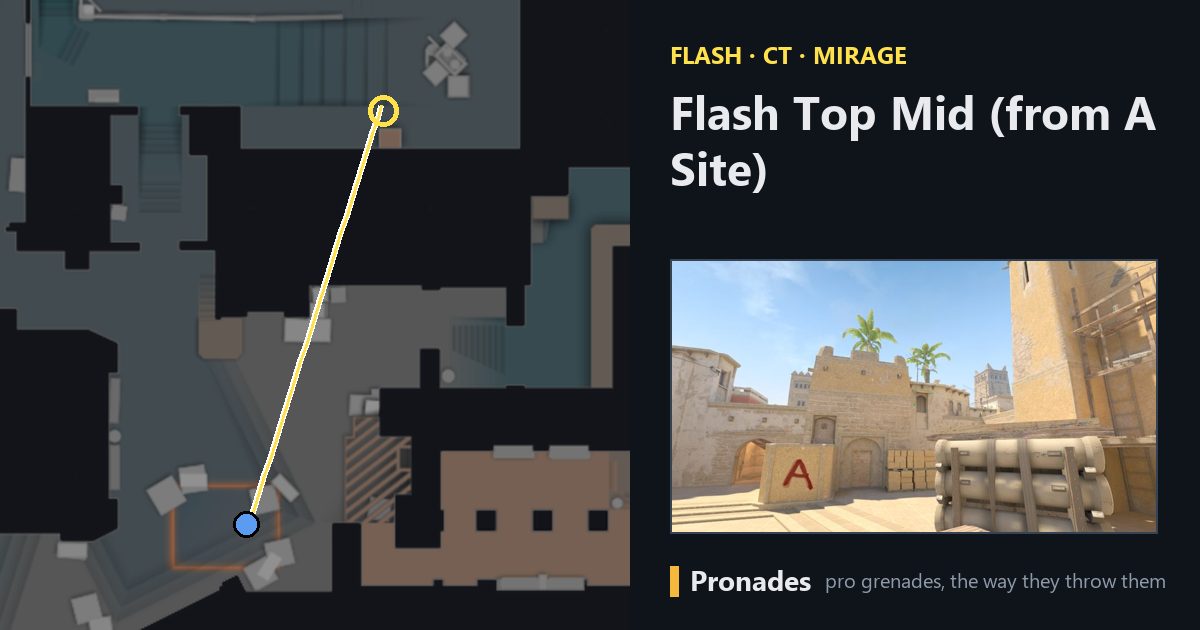 FLASH · CT · MIRAGE
Flash Top Mid (from A
Site)
A
Pronades pro grenades, the way they throw them